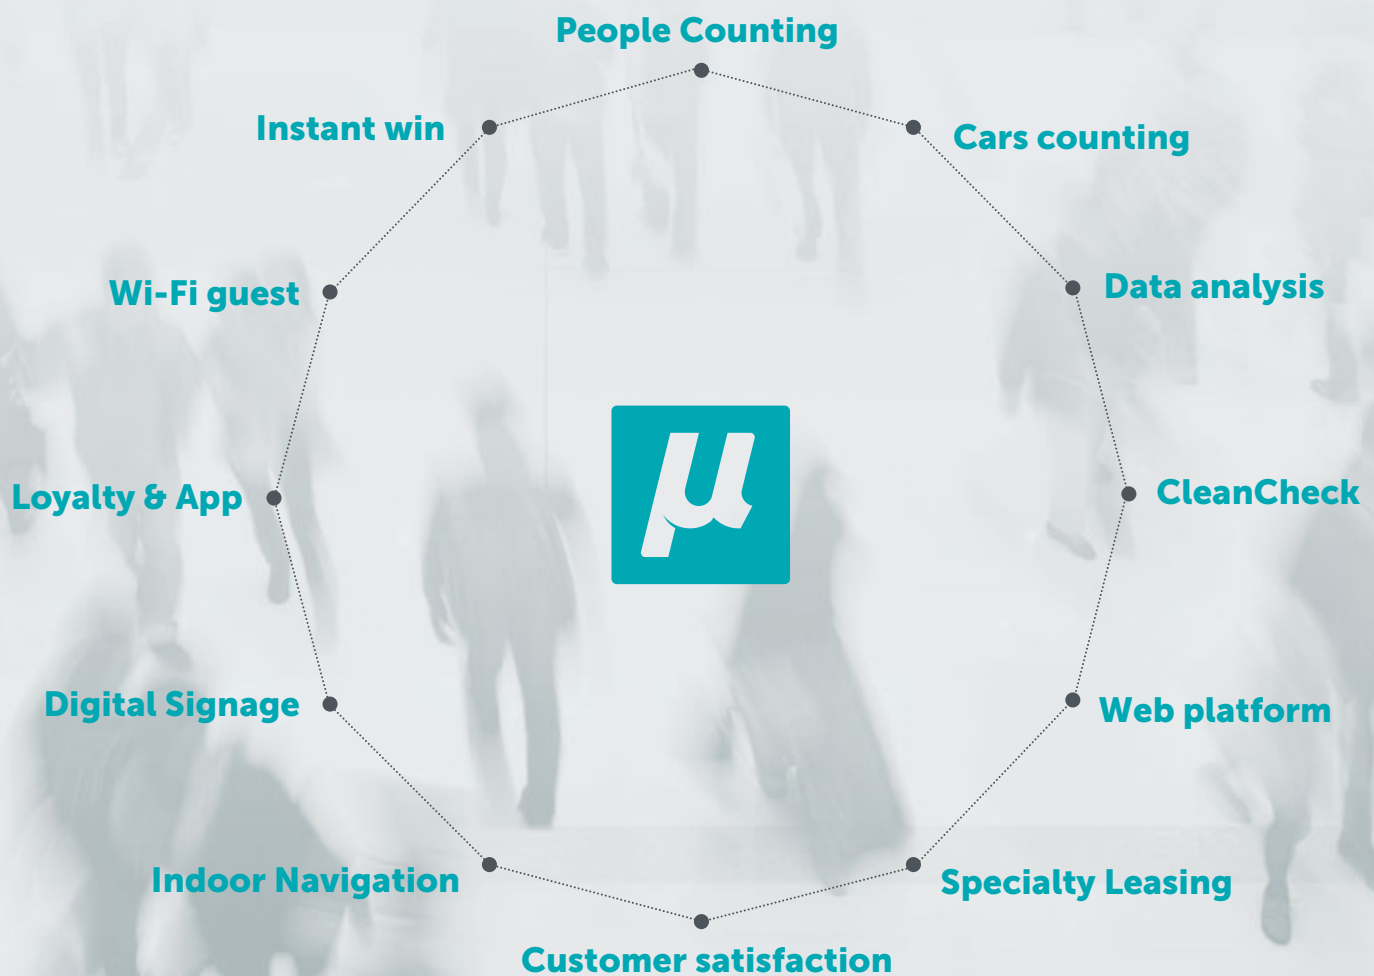 People Counting
Instant win
Cars counting
Wi-Fi guest
Data analysis
µ
Loyalty & App
CleanCheck
Digital Signage
Web platform
Indoor Navigation
Specialty Leasing
Customer satisfaction